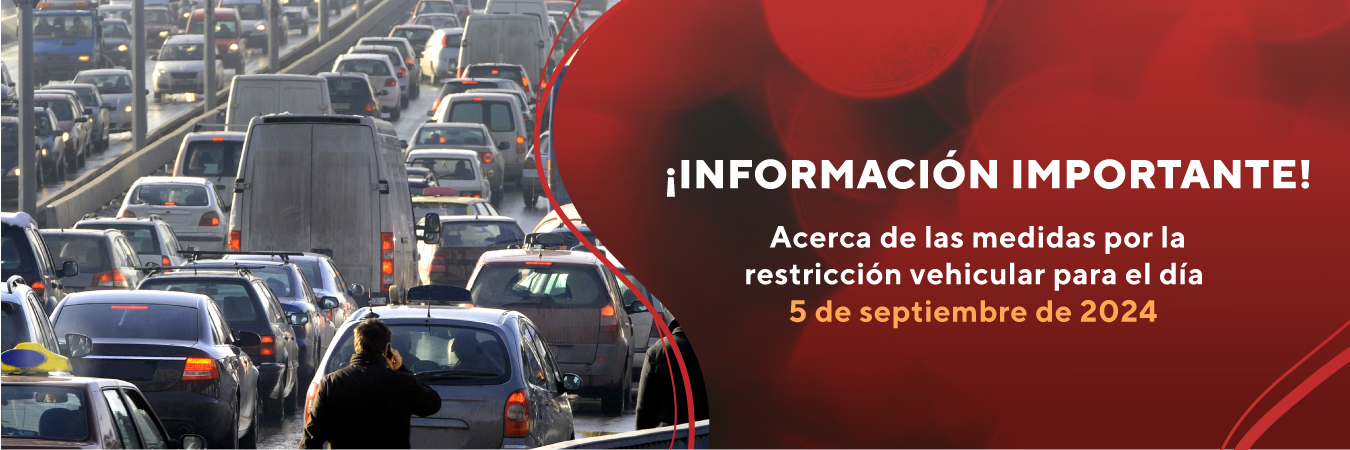 ¡INFORMACIÓN IMPORTANTE!
Acerca de las medidas por la
restricción vehicular para el día
5 de septiembre de 2024